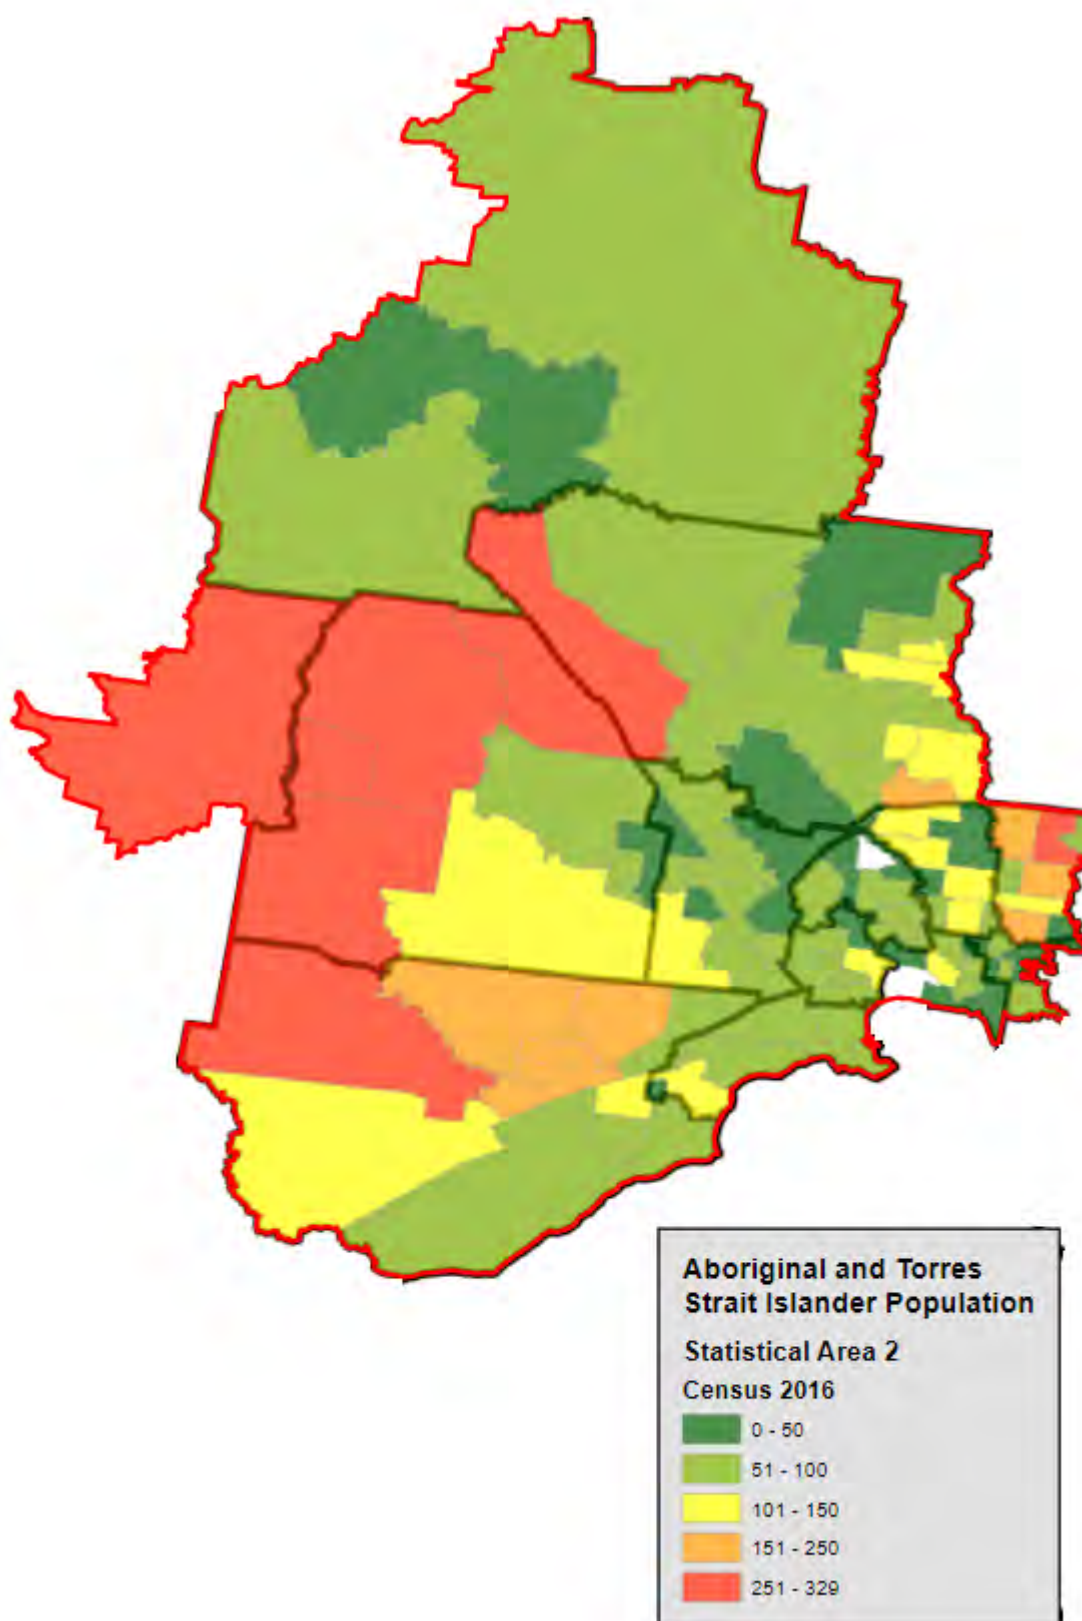 Aboriginal and Torres
Strait Islander Population
Statistical Area 2
Census 2016
0 - 50
51 - 100
101 - 150
151 - 250
251 - 329